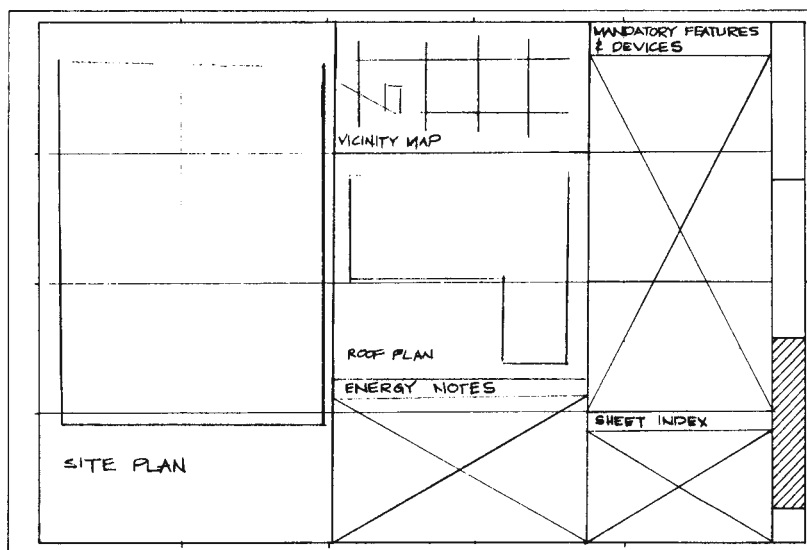 MANDATORY FEATURES
& DEVICES
VICINITY MAP
ROOF PLAN
ENERGY NOTES
SHEET INDEX
SITE PLAN